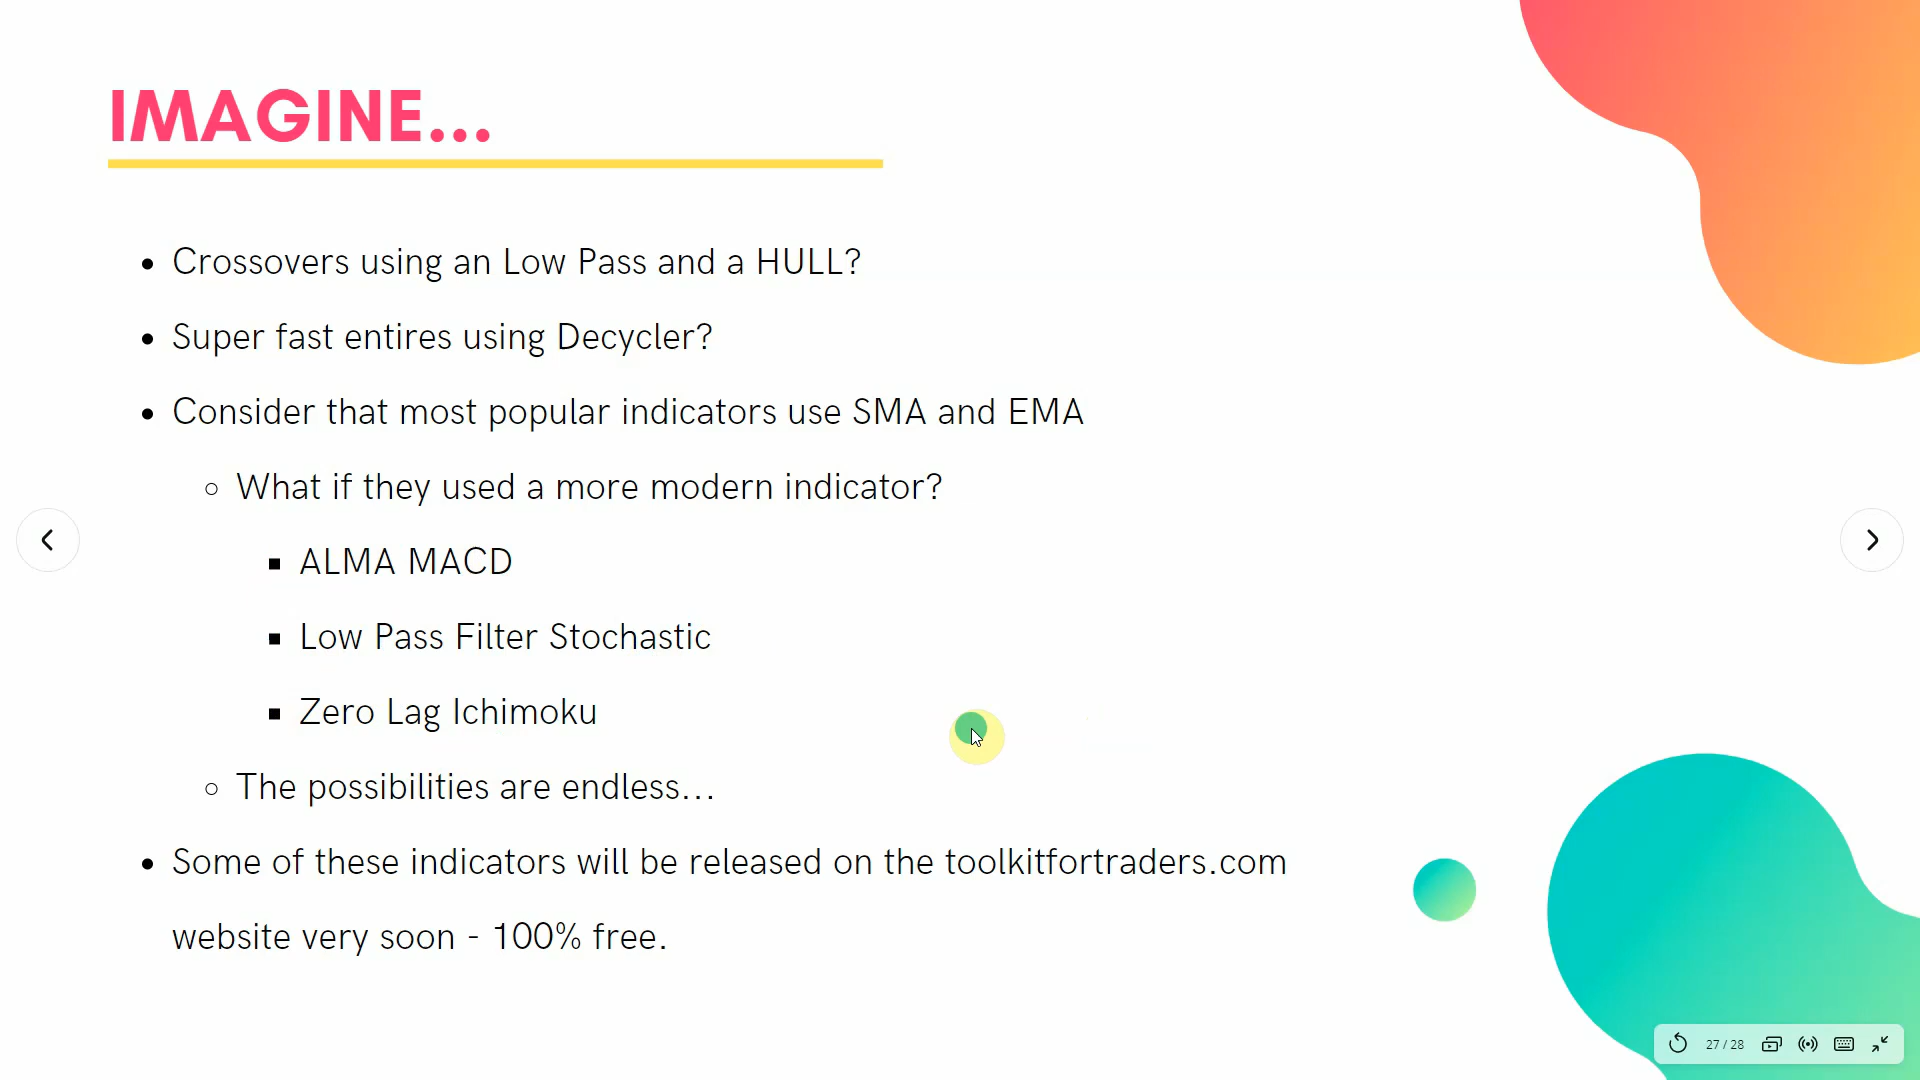 IMAGINE...
Crossovers using an Low Pass and a HULL?
Super fast entires using Decycler?
Consider that most popular indicators use SMA and EMA
What if they used a more modern indicator?
ALMA MACD
Low Pass Filter Stochastic
Zero Lag Ichimoku
The possibilities are endless...
Some of these indicators will be released on the toolkitfortraders.com
website very soon - 100% free.
27 / 28